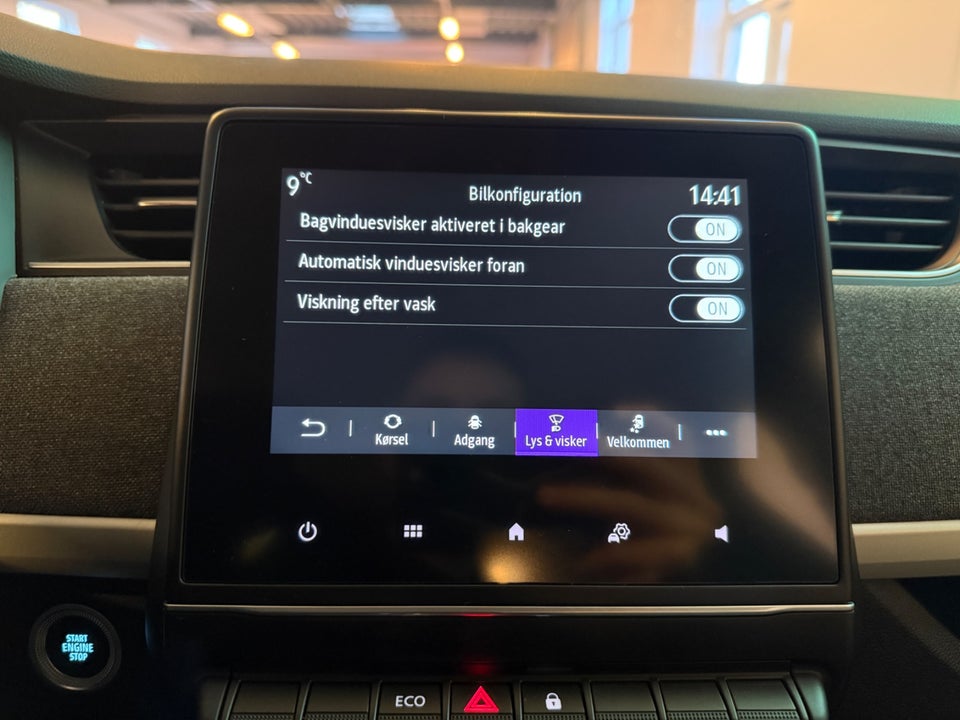 9°C
Bilkonfiguration
14:41
Bagvinduesvisker aktiveret i bakgear
ON
Automatisk vinduesvisker foran
ON
Viskning efter vask
ON
Kørsel
Adgang
Lys & visker
Velkommen
START
ENGINE
STOP
ECO